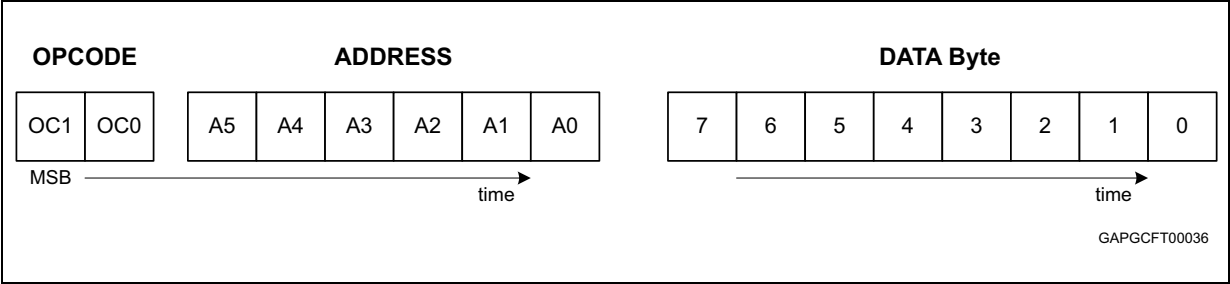 OPCODE ADDRESS DATA Byte
OC1 OC0 A5 A4 A3 A2 A1 A0 7 6 5 4 3 2 1 0
MSB time time
GAPGCFT00036